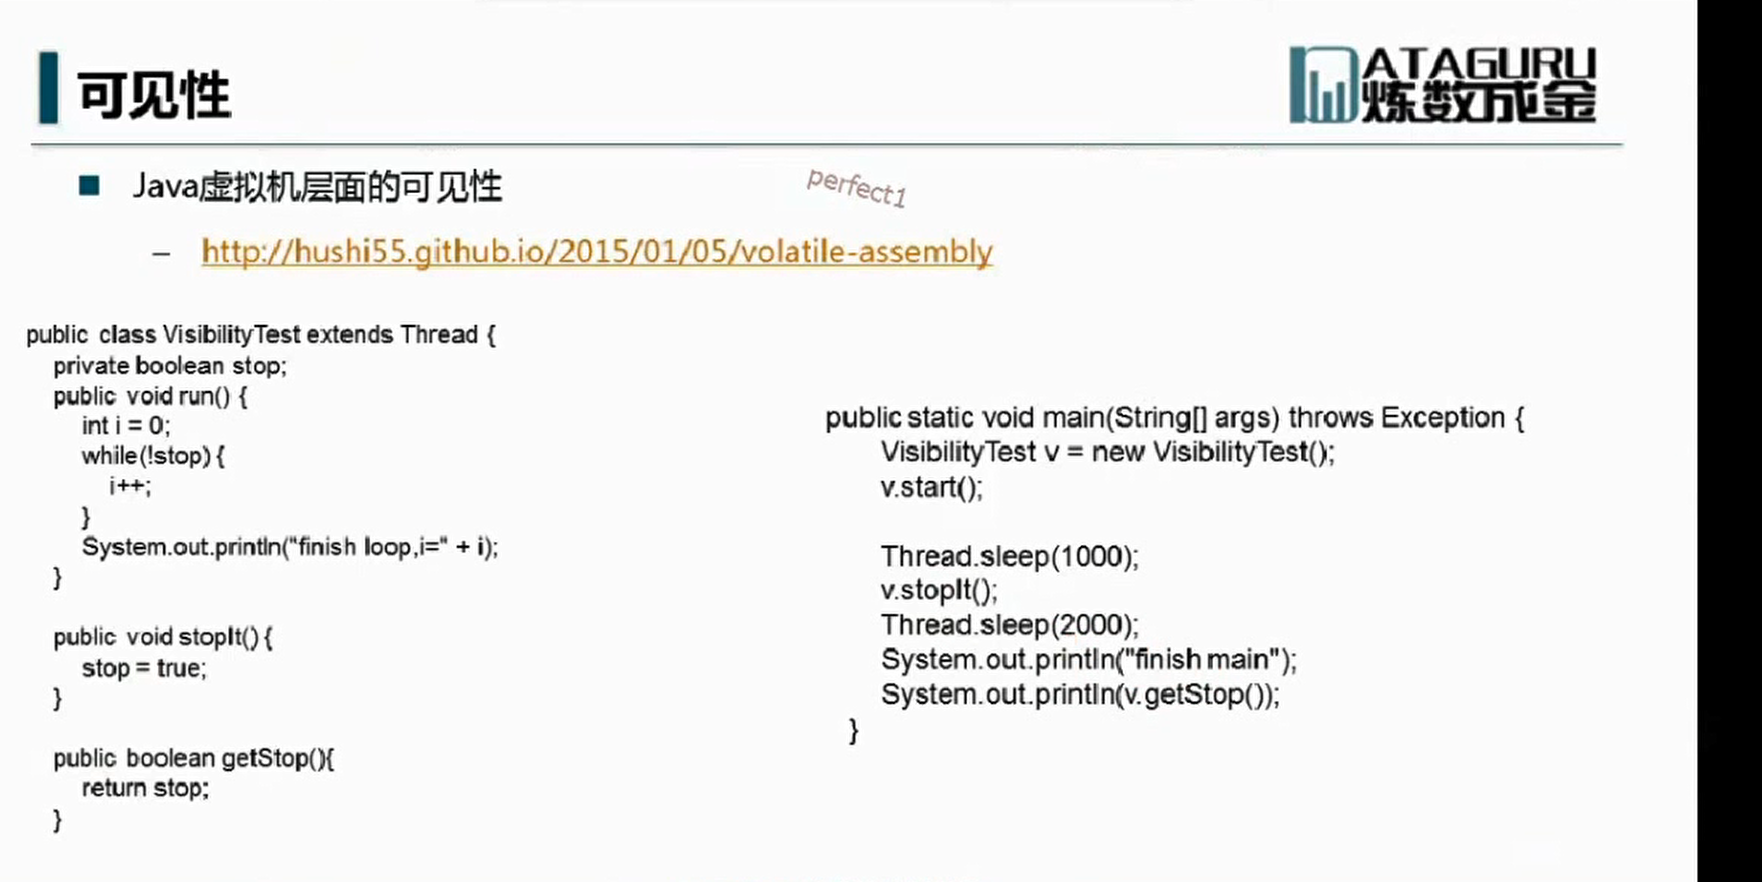 可见性
ATAGURU
炼数成金
Java虚拟机层面的可见性
perfect1
– http://hushi55.github.io/2015/01/05/volatile-assembly
public class VisibilityTest extends Thread {
private boolean stop;
public void run() {
int i = 0;
while(!stop) {
i++;
}
System.out.println("finish loop,i=" + i);
}
public void stopIt() {
stop = true;
}
public boolean getStop(){
return stop;
}
public static void main(String[] args) throws Exception {
VisibilityTest v = new VisibilityTest();
v.start();
Thread.sleep(1000);
v.stopIt();
Thread.sleep(2000);
System.out.println("finish main");
System.out.println(v.getStop());
}